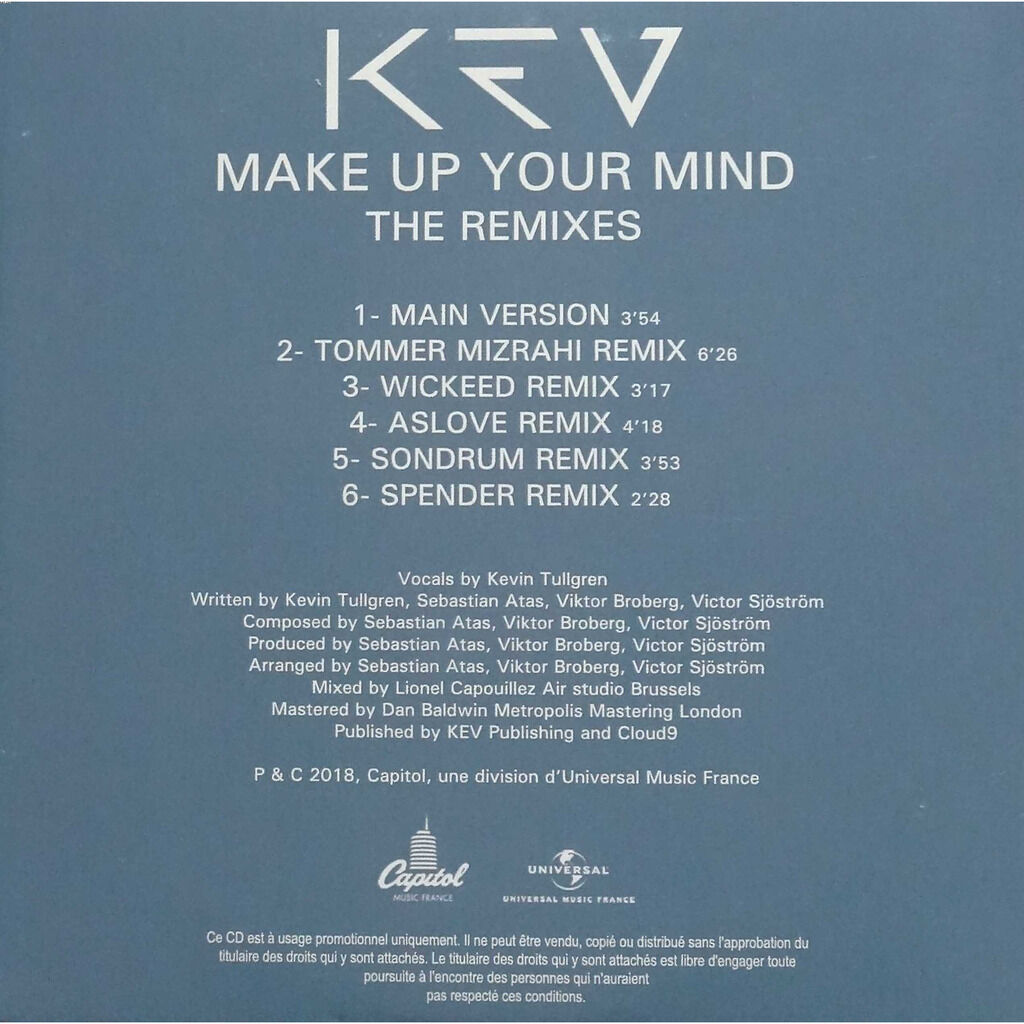 KEV
MAKE UP YOUR MIND
THE REMIXES
1- MAIN VERSION 3'54
2- TOMMER MIZRAHI REMIX 6'26
3- WICKEED REMIX 3'17
4- ASLOVE REMIX 4'18
5- SONDRUM REMIX 3'53
6- SPENDER REMIX 2'28
Vocals by Kevin Tullgren
Written by Kevin Tullgren, Sebastian Atas, Viktor Broberg, Victor Sjöström
Composed by Sebastian Atas, Viktor Broberg, Victor Sjöström
Produced by Sebastian Atas, Viktor Broberg, Victor Sjöström
Arranged by Sebastian Atas, Viktor Broberg, Victor Sjöström
Mixed by Lionel Capouillez Air studio Brussels
Mastered by Dan Baldwin Metropolis Mastering London
Published by KEV Publishing and Cloud9
P & C 2018, Capitol, une division d'Universal Music France
Capitol
MUSIC FRANCE
UNIVERSAL
UNIVERSAL MUSIC FRANCE
Ce CD est à usage promotionnel uniquement. Il ne peut être vendu, copié ou distribué sans l'approbation du
titulaire des droits qui y sont attachés. Le titulaire des droits qui y sont attachés est libre d'engager toute
poursuite à l'encontre des personnes qui n'auraient
pas respecté ces conditions.